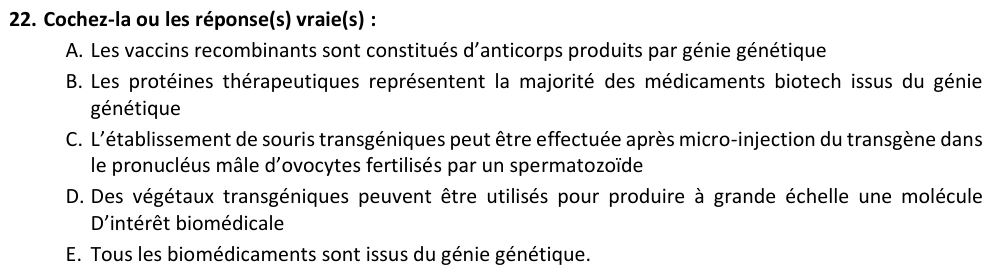 22. Cochez-la ou les réponse(s) vraie(s) :
A. Les vaccins recombinants sont constitués d’anticorps produits par génie génétique
B. Les protéines thérapeutiques représentent la majorité des médicaments biotech issus du génie
génétique
C. L’établissement de souris transgéniques peut être effectuée après micro-injection du transgène dans
le pronucléus mâle d’ovocytes fertilisés par un spermatozoïde
D. Des végétaux transgéniques peuvent être utilisés pour produire à grande échelle une molécule
D’intérêt biomédicale
E. Tous les biomédicaments sont issus du génie génétique.